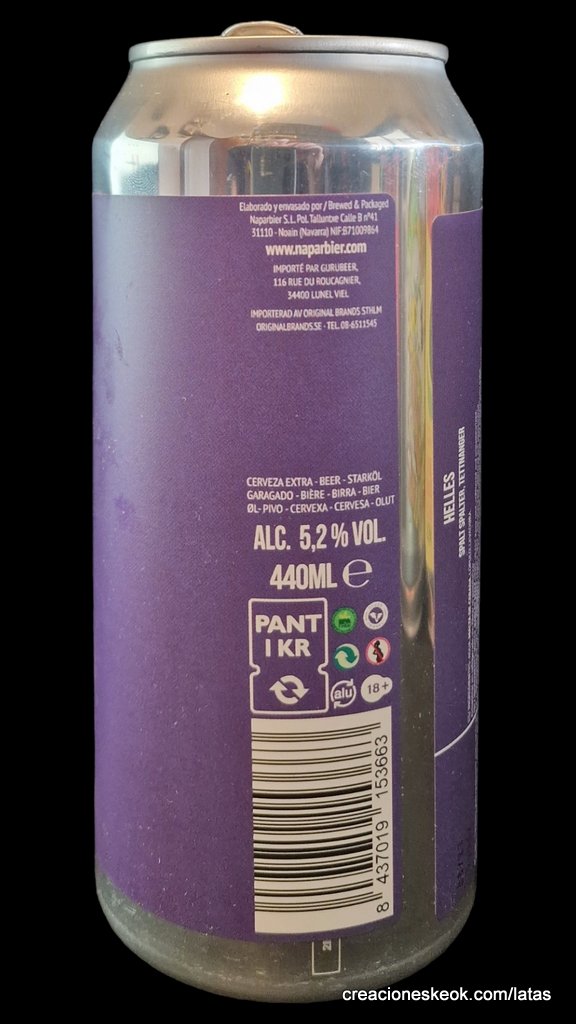 Elaborado y envasado por / Brewed & Packaged
Naparbier S.L. Pol. Talluntxe Calle B nº41
31110 - Noain (Navarra) NIF:B71009864
www.naparbier.com
IMPORTÉ PAR GURUBEER,
116 RUE DU ROUCAGNIER,
34400 LUNEL VIEL
IMPORTERAD AV ORIGINAL BRANDS STHLM
ORIGINALBRANDS.SE - TEL. 08-6511545
CERVEZA EXTRA - BEER - STARKÖL
GARAGADO - BIÈRE - BIRRA - BIER
ØL- PIVO - CERVEXA - CERVESA - OLUT
ALC. 5,2 % VOL.
440ML ℮
PANT
1 KR
alu
18+
8 437019 153663
HELLES
SPALT SPALTER, TETTNANGER
creacioneskeok.com/latas